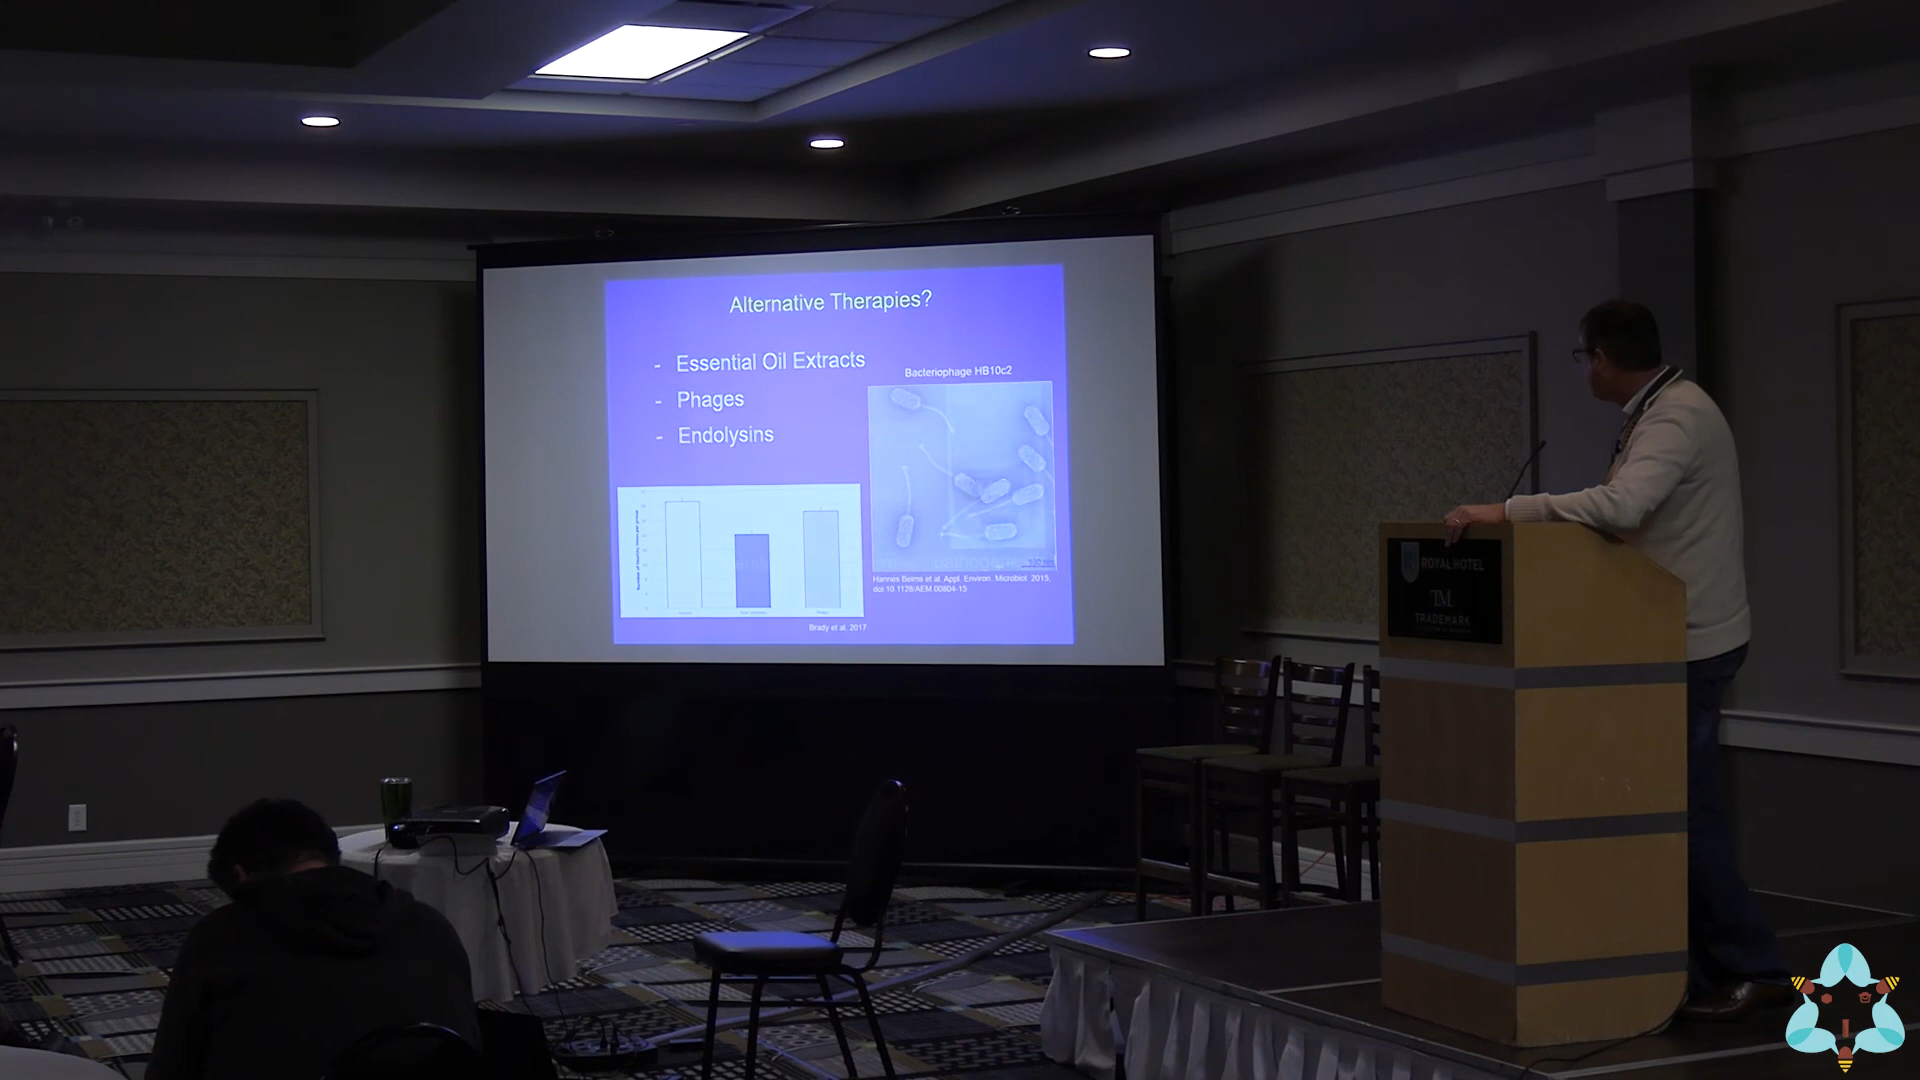 Alternative Therapies?
- Essential Oil Extracts
- Phages
- Endolysins
Bacteriophage HB10c2
Hannes Beims et al. Appl. Environ. Microbiol. 2015;
doi:10.1128/AEM.00804-15
Brady et al. 2017
ROYAL HOTEL
TM
TRADEMARK